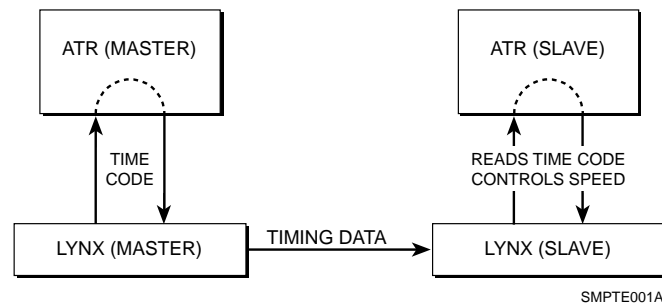 ATR (MASTER)
ATR (SLAVE)
TIME
CODE
READS TIME CODE
CONTROLS SPEED
LYNX (MASTER)
TIMING DATA
LYNX (SLAVE)
SMPTE001A